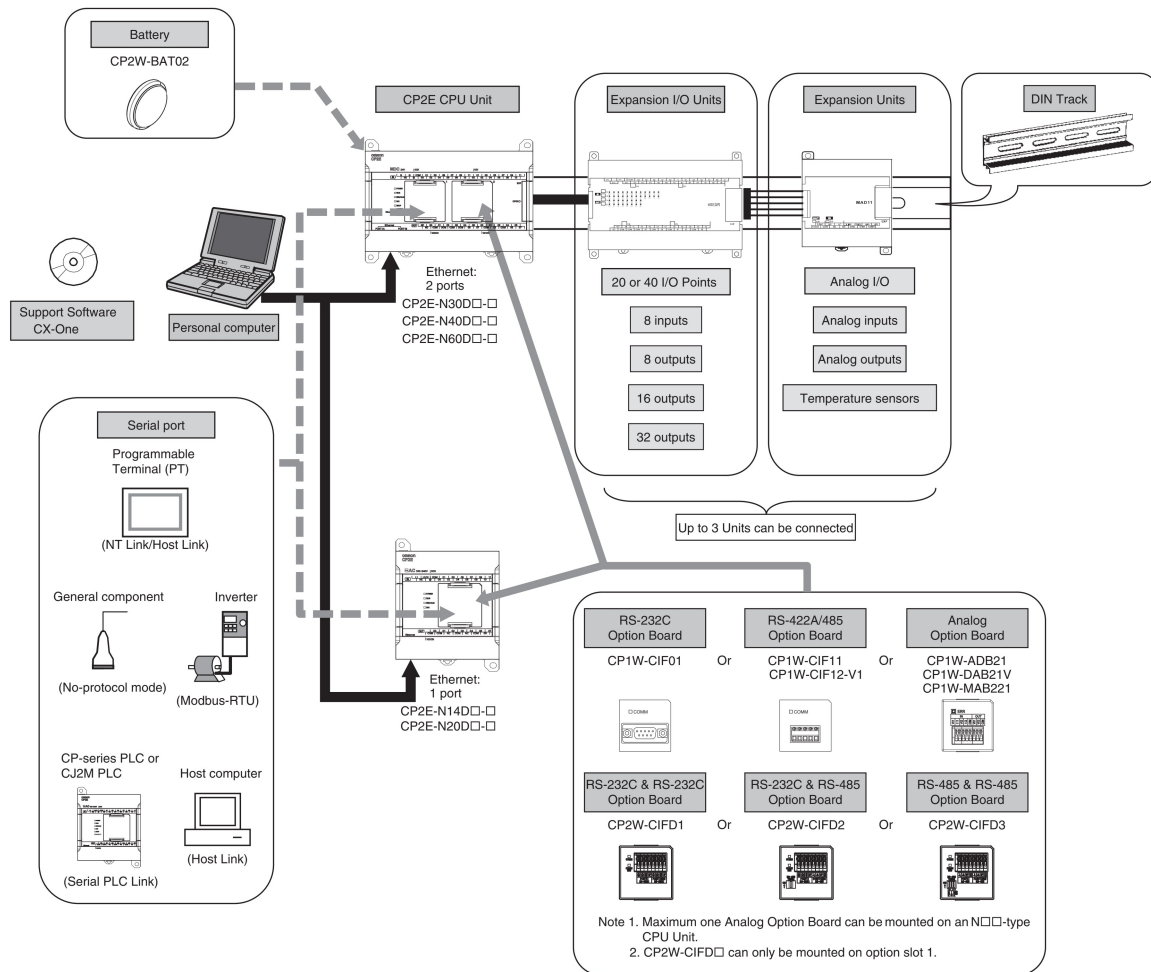 Battery
CP2W-BAT02
CP2E CPU Unit
Expansion I/O Units
Expansion Units
DIN Track
MAD11
Support Software
CX-One
Personal computer
Ethernet:
2 ports
CP2E-N30D□-□
CP2E-N40D□-□
CP2E-N60D□-□
20 or 40 I/O Points
8 inputs
8 outputs
16 outputs
32 outputs
Analog I/O
Analog inputs
Analog outputs
Temperature sensors
Up to 3 Units can be connected
Serial port
Programmable
Terminal (PT)
(NT Link/Host Link)
General component
Inverter
(No-protocol mode)
(Modbus-RTU)
CP-series PLC or
CJ2M PLC
Host computer
(Host Link)
(Serial PLC Link)
Ethernet:
1 port
CP2E-N14D□-□
CP2E-N20D□-□
RS-232C
Option Board
CP1W-CIF01
Or
RS-422A/485
Option Board
CP1W-CIF11
CP1W-CIF12-V1
Or
Analog
Option Board
CP1W-ADB21
CP1W-DAB21V
CP1W-MAB221
COMM
COMM
RS-232C & RS-232C
Option Board
CP2W-CIFD1
Or
RS-232C & RS-485
Option Board
CP2W-CIFD2
Or
RS-485 & RS-485
Option Board
CP2W-CIFD3
Note 1. Maximum one Analog Option Board can be mounted on an N□□-type
CPU Unit.
2. CP2W-CIFD□ can only be mounted on option slot 1.